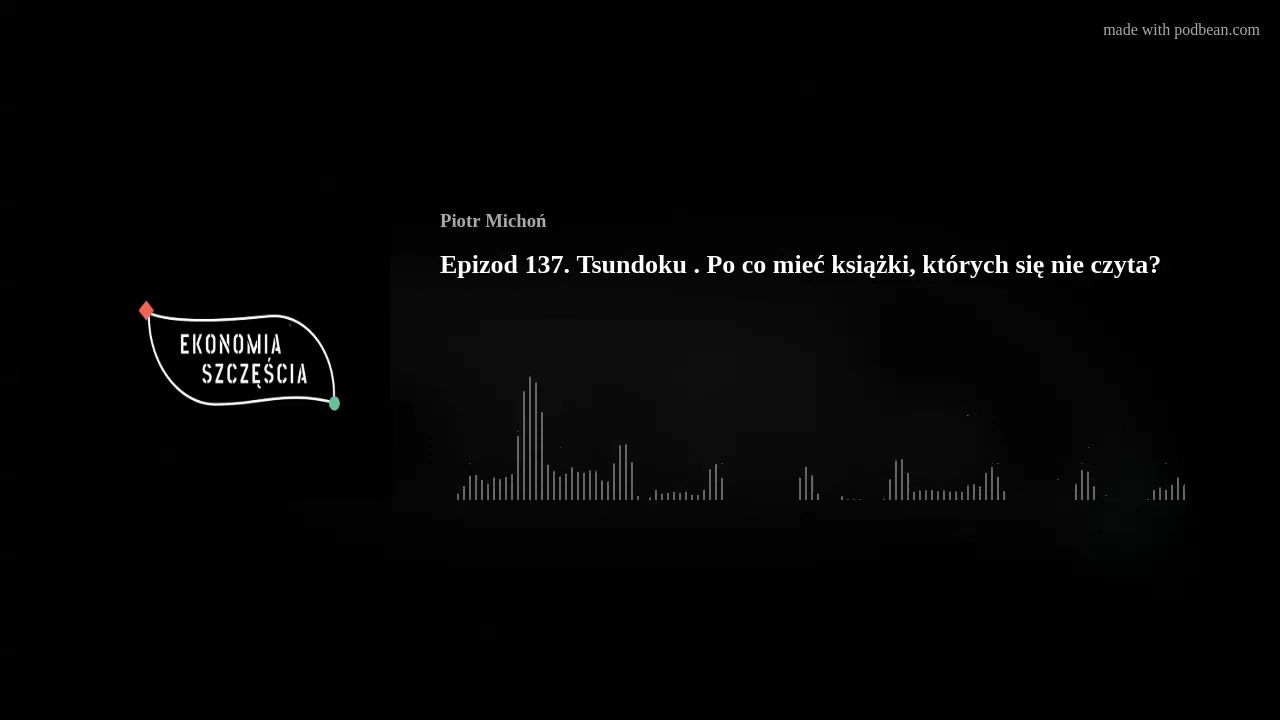 made with podbean.com
Piotr Michoń
Epizod 137. Tsundoku . Po co mieć książki, których się nie czyta?
EKONOMIA
SZCZĘŚCIA